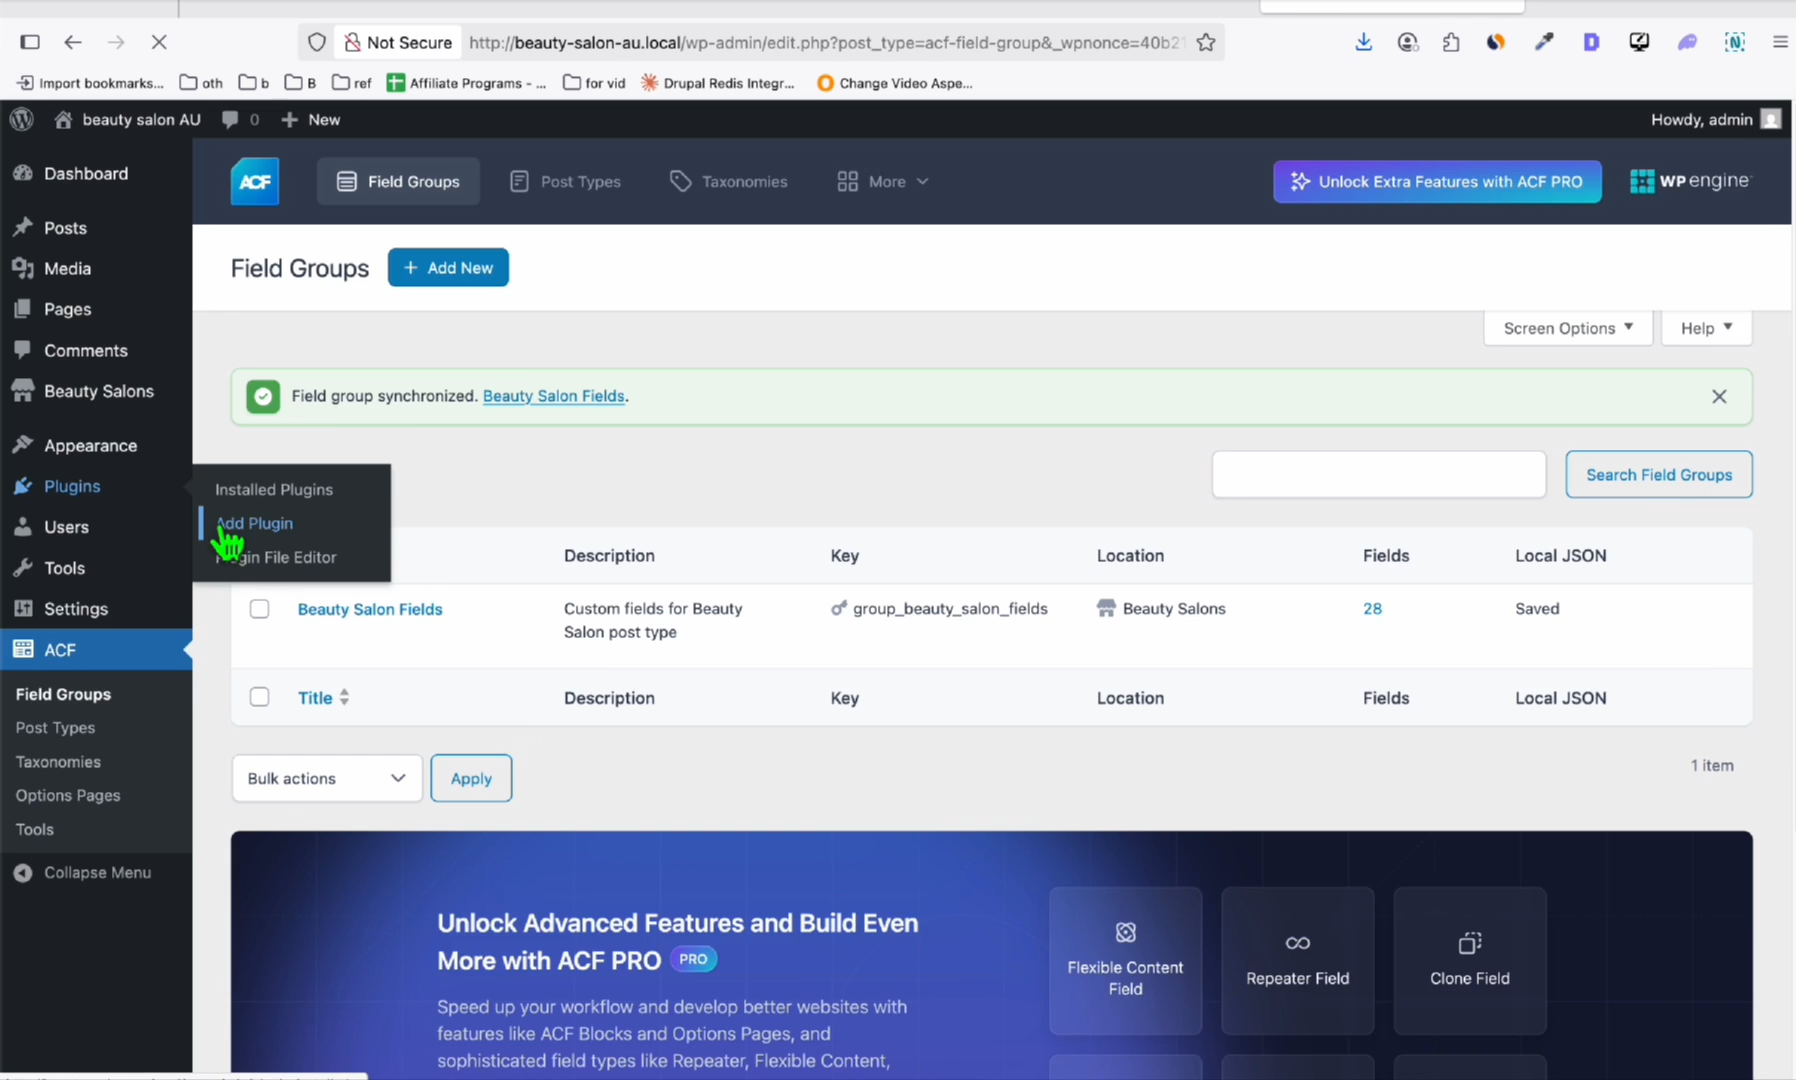 Not Secure
http://beauty-salon-au.local/wp-admin/edit.php?post_type=acf-field-group&_wpnonce=40b21
Import bookmarks...
oth
b
B
ref
Affiliate Programs - ...
for vid
Drupal Redis Integr...
Change Video Aspe...
beauty salon AU
0
New
Howdy, admin
Dashboard
Posts
Media
Pages
Comments
Beauty Salons
Appearance
Plugins
Users
Tools
Settings
ACF
Field Groups
Post Types
Taxonomies
Options Pages
Tools
Collapse Menu
Installed Plugins
Add Plugin
Plugin File Editor
ACF
Field Groups
Post Types
Taxonomies
More
Unlock Extra Features with ACF PRO
WP engine
Field Groups
+ Add New
Screen Options
Help
Field group synchronized. Beauty Salon Fields.
Search Field Groups
Description
Key
Location
Fields
Local JSON
Beauty Salon Fields
Custom fields for Beauty
Salon post type
group_beauty_salon_fields
Beauty Salons
28
Saved
Title
Description
Key
Location
Fields
Local JSON
Bulk actions
Apply
1 item
Unlock Advanced Features and Build Even
More with ACF PRO PRO
Speed up your workflow and develop better websites with
features like ACF Blocks and Options Pages, and
sophisticated field types like Repeater, Flexible Content,
Flexible Content
Field
Repeater Field
Clone Field